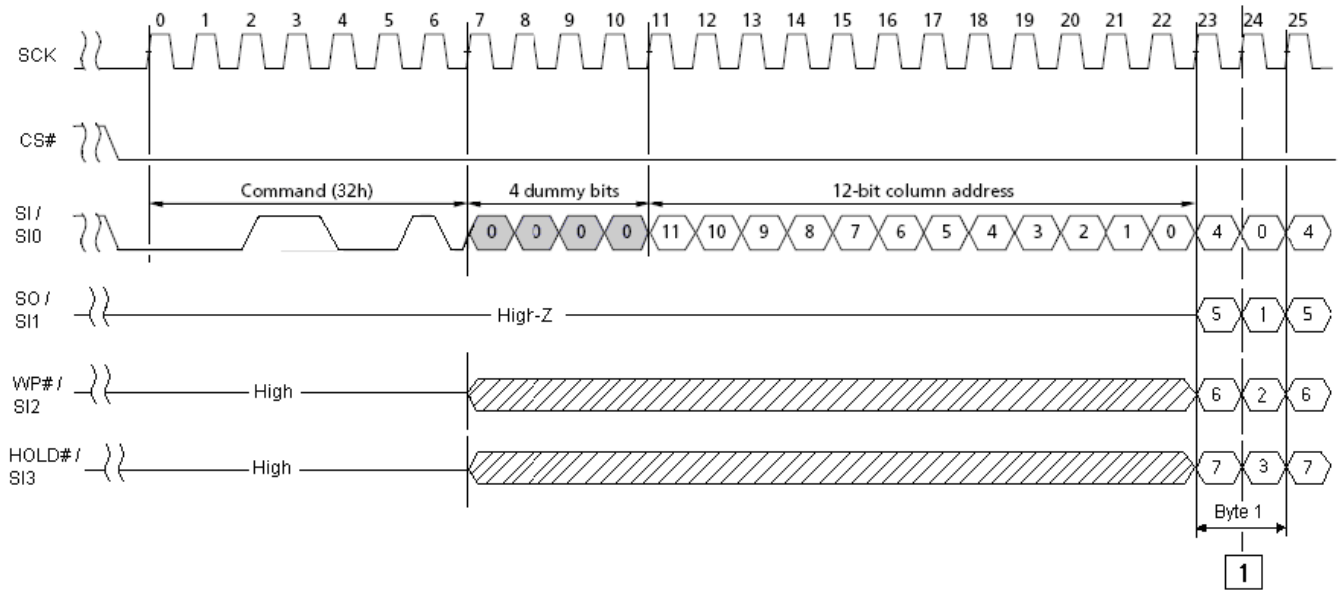 0 1 2 3 4 5 6 7 8 9 10 11 12 13 14 15 16 17 18 19 20 21 22 23 24 25
SCK
CS#
Command (32h) 4 dummy bits 12-bit column address
SI /
SI0
0 0 0 0 11 10 9 8 7 6 5 4 3 2 1 0 4 0 4
SO /
SI1
High-Z
5 1 5
WP# /
SI2
High
6 2 6
HOLD# /
SI3
High
7 3 7
Byte 1
1